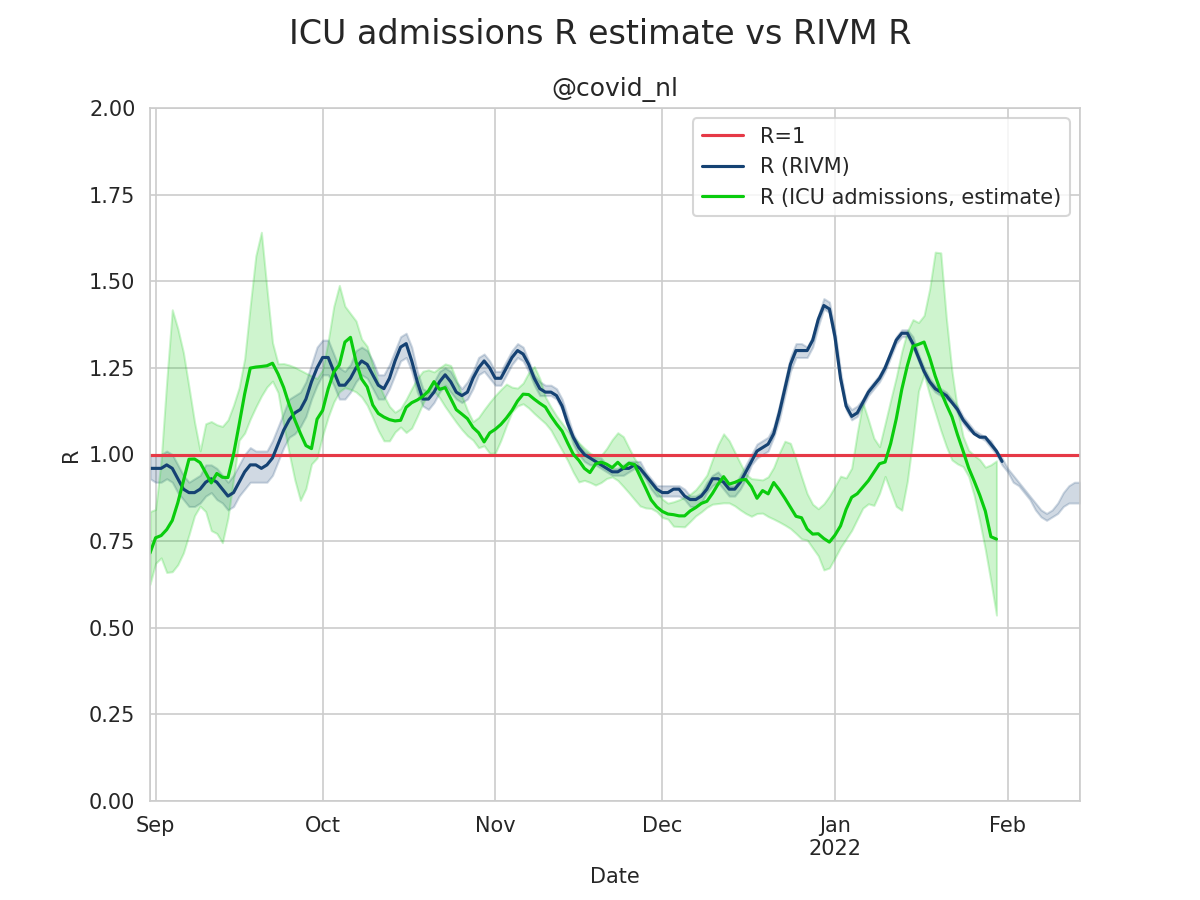 ICU admissions R estimate vs RIVM R
@covid_nl
R=1
R (RIVM)
R (ICU admissions, estimate)
2.00
1.75
1.50
1.25
1.00
0.75
0.50
0.25
0.00
R
Sep Oct Nov Dec Jan Feb
2022
Date